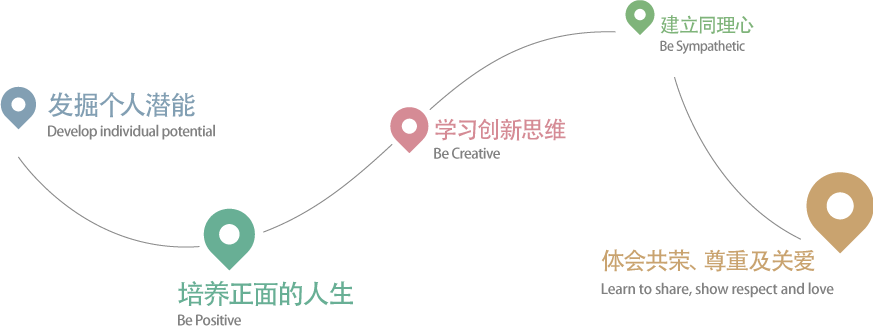 发掘个人潜能
Develop individual potential
培养正面的人生
Be Positive
学习创新思维
Be Creative
建立同理心
Be Sympathetic
体会共荣、尊重及关爱
Learn to share, show respect and love